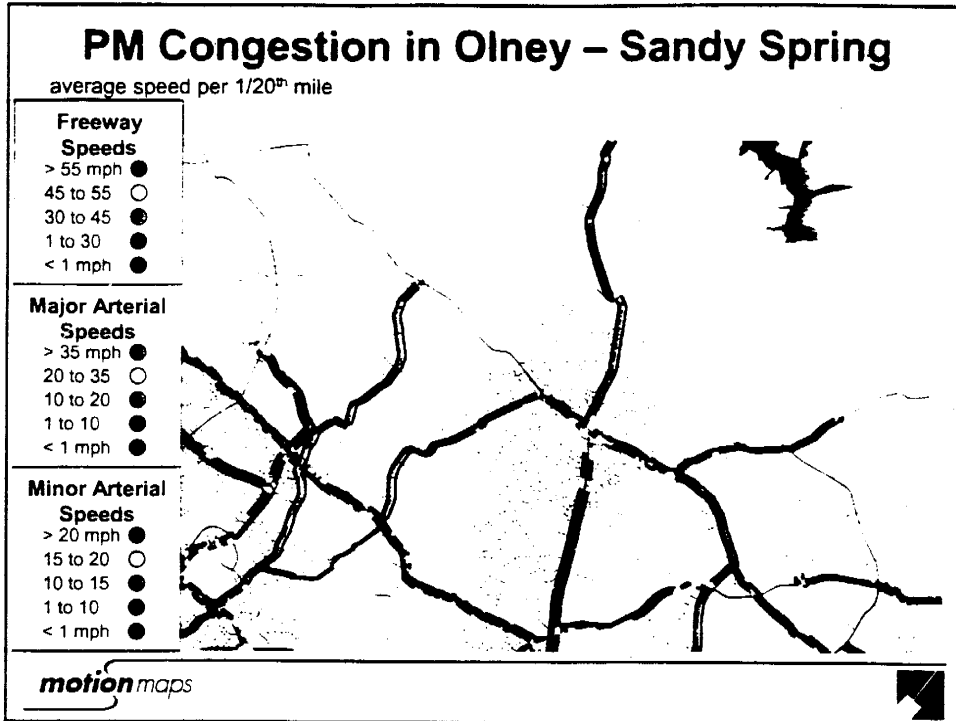 PM Congestion in Olney – Sandy Spring
average speed per 1/20th mile
Freeway
Speeds
> 55 mph
45 to 55
30 to 45
1 to 30
< 1 mph
Major Arterial
Speeds
> 35 mph
20 to 35
10 to 20
1 to 10
< 1 mph
Minor Arterial
Speeds
> 20 mph
15 to 20
10 to 15
1 to 10
< 1 mph
motionmaps